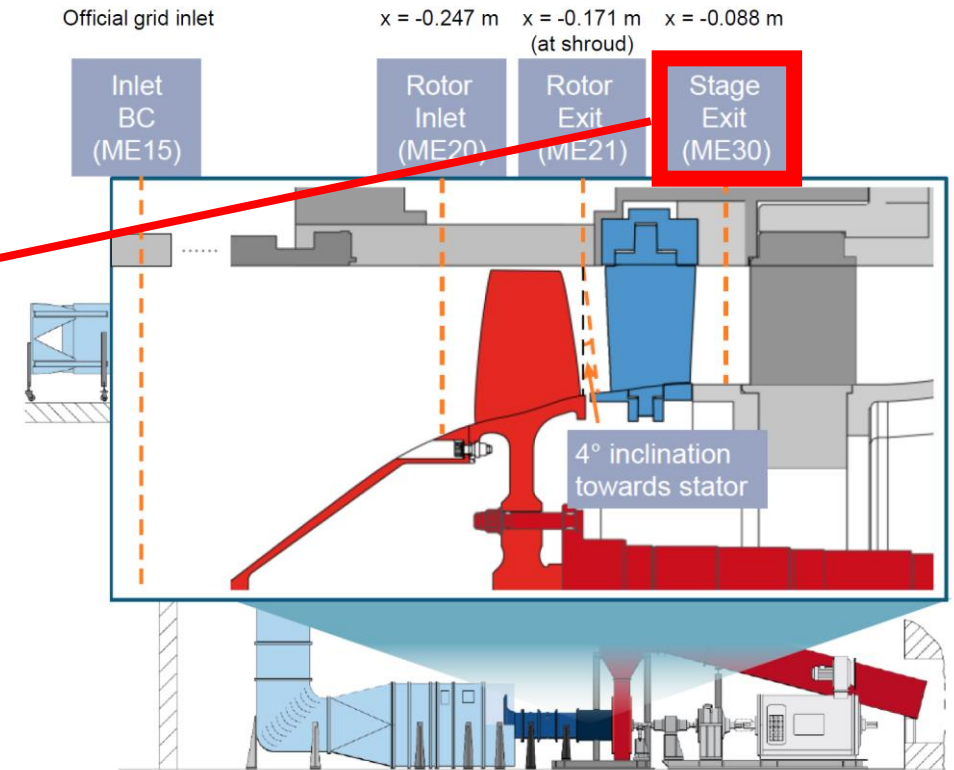 Official grid inlet
x = -0.247 m
x = -0.171 m
(at shroud)
x = -0.088 m
Inlet
BC
(ME15)
Rotor
Inlet
(ME20)
Rotor
Exit
(ME21)
Stage
Exit
(ME30)
4° inclination
towards stator